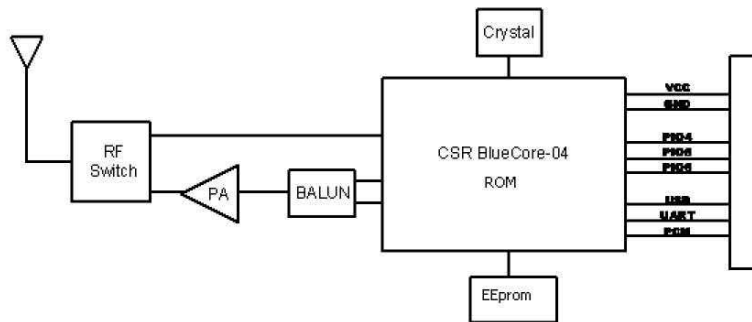 Crystal
VCC
GND
RF
Switch
PA
BALUN
CSR BlueCore-04
ROM
PIO4
USB
UART
PCM
EEprom